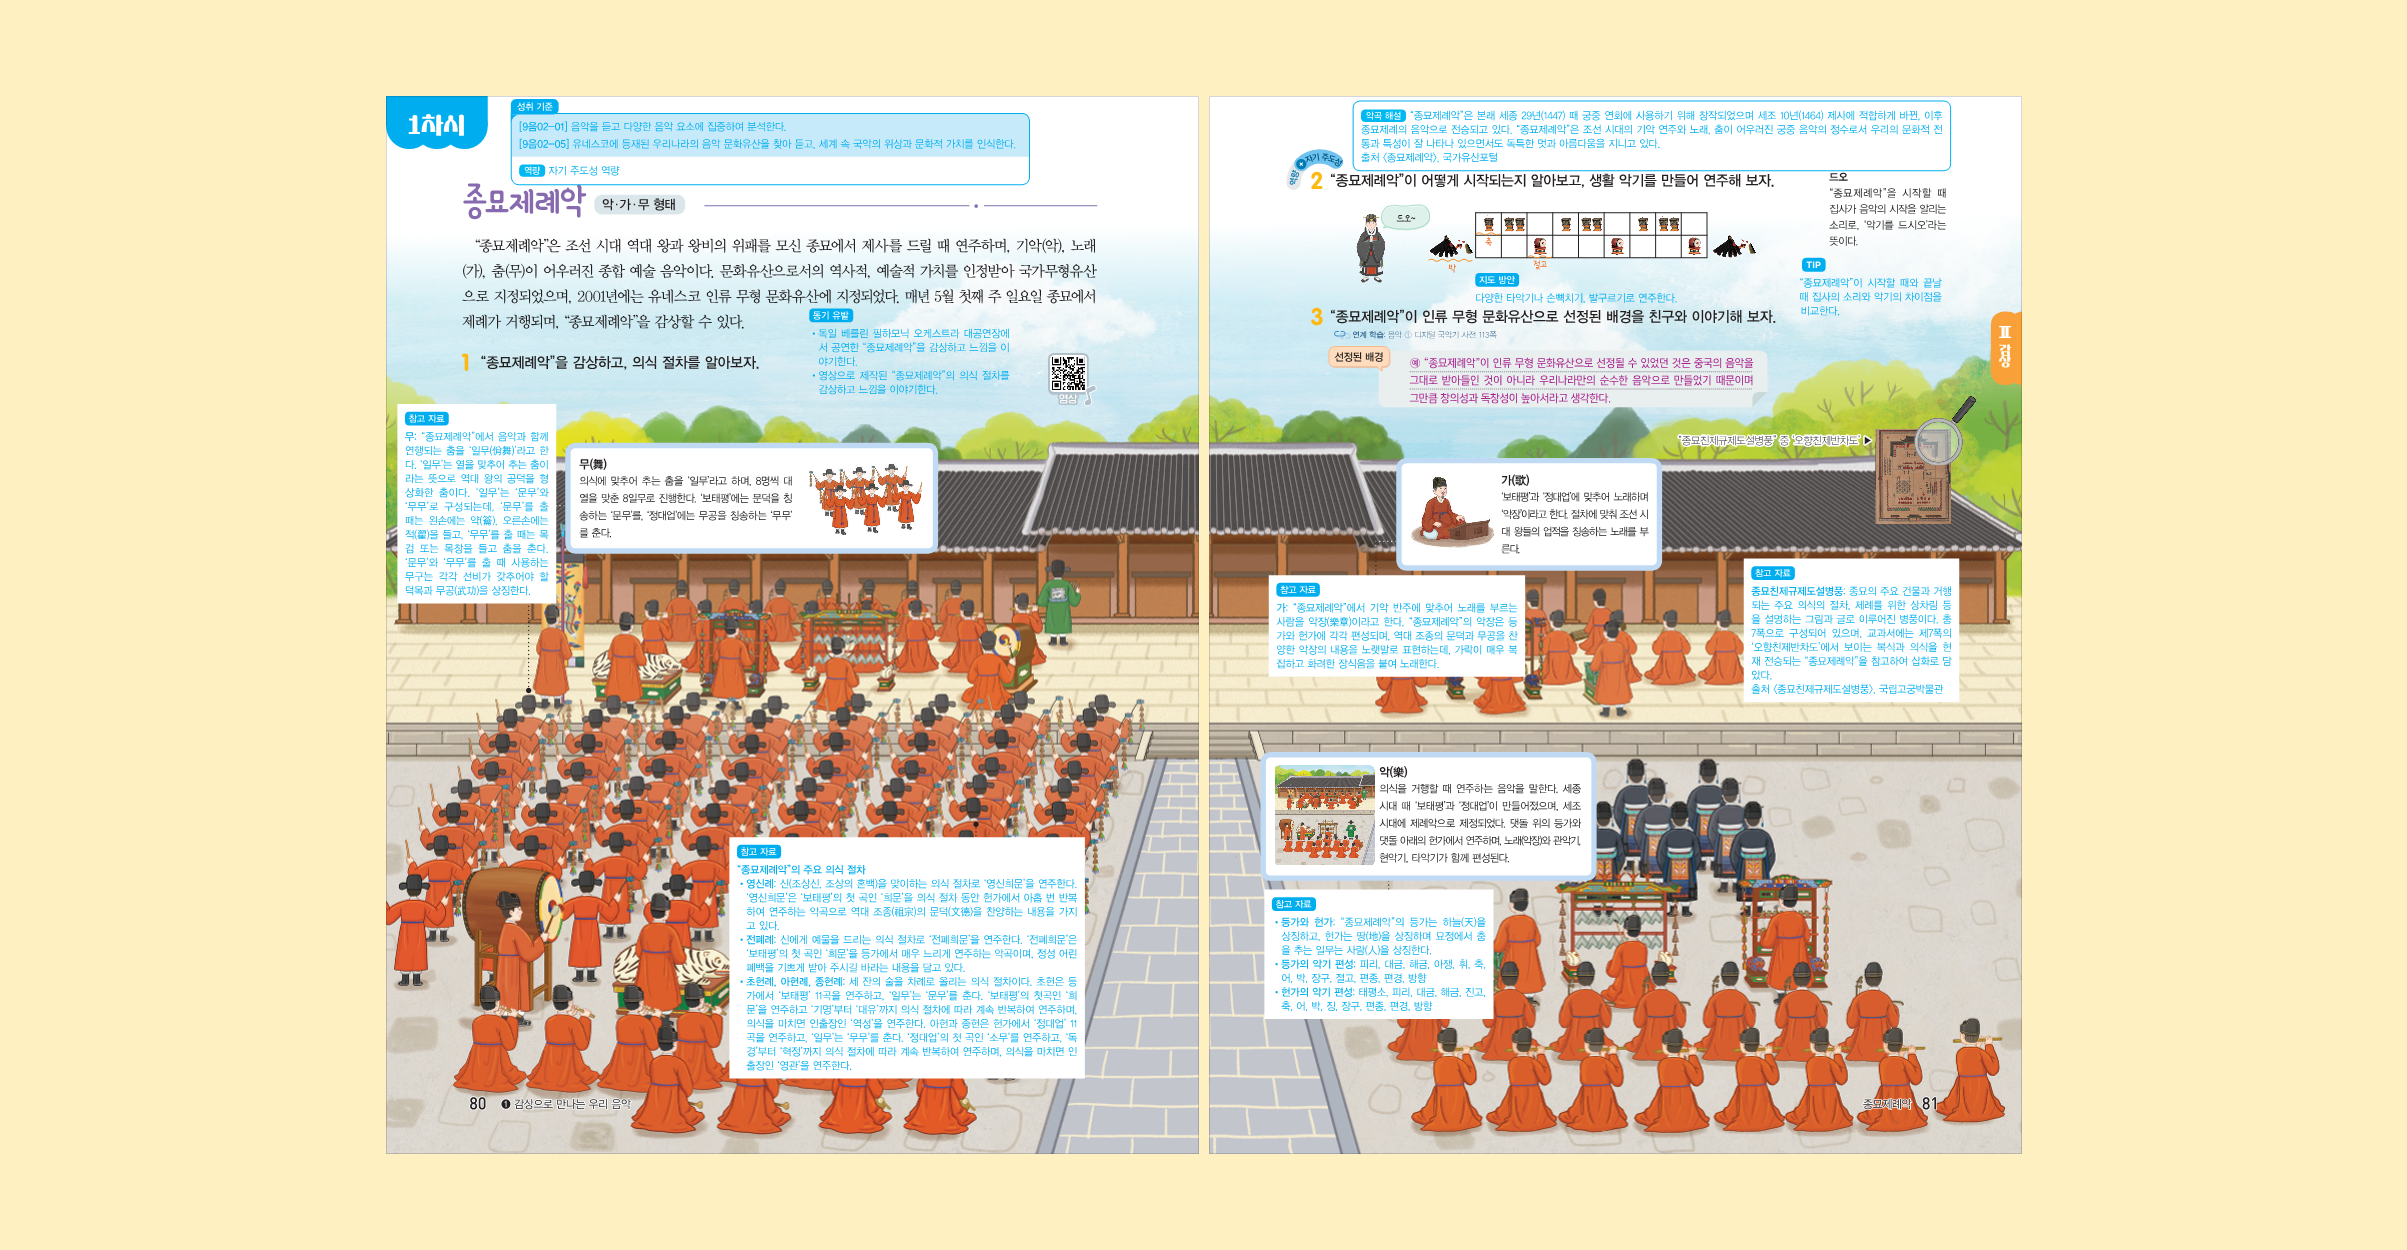 1차시
성취 기준
[9음02-01] 음악을 듣고 다양한 음악 요소에 집중하여 분석한다.
[9음02-05] 유네스코에 등재된 우리나라의 음악 문화유산을 찾아 듣고, 세계 속 국악의 위상과 문화적 가치를 인식한다.
역량 자기 주도성 역량
종묘제례악 악·가·무 형태
“종묘제례악”은 조선 시대 역대 왕과 왕비의 위패를 모신 종묘에서 제사를 드릴 때 연주하며, 기악(악), 노래
(가), 춤(무)이 어우러진 종합 예술 음악이다. 문화유산으로서의 역사적, 예술적 가치를 인정받아 국가무형유산
으로 지정되었으며, 2001년에는 유네스코 인류 무형 문화유산에 지정되었다. 매년 5월 첫째 주 일요일 종묘에서
제례가 거행되며, “종묘제례악”을 감상할 수 있다.
동기 유발
• 독일 베를린 필하모닉 오케스트라 대공연장에
서 공연한 “종묘제례악”을 감상하고 느낌을 이
야기한다.
• 영상으로 제작된 “종묘제례악”의 의식 절차를
감상하고 느낌을 이야기한다.
1 “종묘제례악”을 감상하고, 의식 절차를 알아보자.
영상
참고 자료
무: “종묘제례악”에서 음악과 함께
연행되는 춤을 ‘일무(佾舞)’라고 한
다. ‘일무’는 열을 맞추어 추는 춤이
라는 뜻으로 역대 왕의 공덕을 형
상화한 춤이다. ‘일무’는 ‘문무’와
‘무무’로 구성되는데, ‘문무’를 출
때는 왼손에는 약(籥), 오른손에는
적(翟)을 들고, ‘무무’를 출 때는 목
검 또는 목창을 들고 춤을 춘다.
‘문무’와 ‘무무’를 출 때 사용하는
무구는 각각 선비가 갖추어야 할
덕목과 무공(武功)을 상징한다.
무(舞)
의식에 맞추어 추는 춤을 ‘일무’라고 하며, 8명씩 대
열을 맞춘 8일무로 진행한다. ‘보태평’에는 문덕을 칭
송하는 ‘문무’를, ‘정대업’에는 무공을 칭송하는 ‘무무’
를 춘다.
참고 자료
“종묘제례악”의 주요 의식 절차
• 영신례: 신(조상신, 조상의 혼백)을 맞이하는 의식 절차로 ‘영신희문’을 연주한다.
‘영신희문’은 ‘보태평’의 첫 곡인 ‘희문’을 의식 절차 동안 헌가에서 아홉 번 반복
하여 연주하는 악곡으로 역대 조종(祖宗)의 문덕(文德)을 찬양하는 내용을 가지
고 있다.
• 전폐례: 신에게 예물을 드리는 의식 절차로 ‘전폐희문’을 연주한다. ‘전폐희문’은
‘보태평’의 첫 곡인 ‘희문’을 등가에서 매우 느리게 연주하는 악곡이며, 정성 어린
폐백을 기쁘게 받아 주시길 바라는 내용을 담고 있다.
• 초헌례, 아헌례, 종헌례: 세 잔의 술을 차례로 올리는 의식 절차이다. 초헌은 등
가에서 ‘보태평’ 11곡을 연주하고, ‘일무’는 ‘문무’를 춘다. ‘보태평’의 첫곡인 ‘희
문’을 연주하고 ‘기명’부터 ‘대유’까지 의식 절차에 따라 계속 반복하여 연주하며,
의식을 마치면 인출장인 ‘역성’을 연주한다. 아헌과 종헌은 헌가에서 ‘정대업’ 11
곡을 연주하고, ‘일무’는 ‘무무’를 춘다. ‘정대업’의 첫 곡인 ‘소무’를 연주하고, ‘독
경’부터 ‘혁정’까지 의식 절차에 따라 계속 반복하여 연주하며, 의식을 마치면 인
출장인 ‘영관’을 연주한다.
80 ❶ 감상으로 만나는 우리 음악
악곡 해설 “종묘제례악”은 본래 세종 29년(1447) 때 궁중 연회에 사용하기 위해 창작되었으며 세조 10년(1464) 제사에 적합하게 바뀐, 이후
종묘제례의 음악으로 전승되고 있다. “종묘제례악”은 조선 시대의 기악 연주와 노래, 춤이 어우러진 궁중 음악의 정수로서 우리의 문화적 전
통과 특성이 잘 나타나 있으면서도 독특한 멋과 아름다움을 지니고 있다.
출처 〈종묘제례악〉, 국가유산포털
역량 자기 주도성
2 “종묘제례악”이 어떻게 시작되는지 알아보고, 생활 악기를 만들어 연주해 보자.
드오~
박
축
절고
드오
“종묘제례악”을 시작할 때
집사가 음악의 시작을 알리는
소리로, ‘악기를 드시오’라는
뜻이다.
TIP
“종묘제례악”이 시작할 때와 끝날
때 집사의 소리와 악기의 차이점을
비교한다.
지도 방안
다양한 타악기나 손뼉치기, 발구르기로 연주한다.
3 “종묘제례악”이 인류 무형 문화유산으로 선정된 배경을 친구와 이야기해 보자.
연계 학습: 음악 ① 디지털 국악기 사전 113쪽
선정된 배경
예 “종묘제례악”이 인류 무형 문화유산으로 선정될 수 있었던 것은 중국의 음악을
그대로 받아들인 것이 아니라 우리나라만의 순수한 음악으로 만들었기 때문이며
그만큼 창의성과 독창성이 높아서라고 생각한다.
Ⅱ 감상
“종묘친제규제도설병풍” 중 ‘오향친제반차도’ ▶
가(歌)
‘보태평’과 ‘정대업’에 맞추어 노래하며
‘악장’이라고 한다. 절차에 맞춰 조선 시
대 왕들의 업적을 칭송하는 노래를 부
른다.
참고 자료
가: “종묘제례악”에서 기악 반주에 맞추어 노래를 부르는
사람을 악장(樂章)이라고 한다. “종묘제례악”의 악장은 등
가와 헌가에 각각 편성되며, 역대 조종의 문덕과 무공을 찬
양한 악장의 내용을 노랫말로 표현하는데, 가락이 매우 복
잡하고 화려한 장식음을 붙여 노래한다.
참고 자료
종묘친제규제도설병풍: 종묘의 주요 건물과 거행
되는 주요 의식의 절차, 제례를 위한 상차림 등
을 설명하는 그림과 글로 이루어진 병풍이다. 총
7폭으로 구성되어 있으며, 교과서에는 제7폭의
‘오향친제반차도’에서 보이는 복식과 의식을 현
재 전승되는 “종묘제례악”을 참고하여 삽화로 담
았다.
출처 〈종묘친제규제도설병풍〉, 국립고궁박물관
악(樂)
의식을 거행할 때 연주하는 음악을 말한다. 세종
시대 때 ‘보태평’과 ‘정대업’이 만들어졌으며, 세조
시대에 제례악으로 제정되었다. 댓돌 위의 등가와
댓돌 아래의 헌가에서 연주하며, 노래(악장)와 관악기,
현악기, 타악기가 함께 편성된다.
참고 자료
• 등가와 헌가: “종묘제례악”의 등가는 하늘(天)을
상징하고, 헌가는 땅(地)을 상징하며 묘정에서 춤
을 추는 일무는 사람(人)을 상징한다.
• 등가의 악기 편성: 피리, 대금, 해금, 아쟁, 휘, 축,
어, 박, 장구, 절고, 편종, 편경, 방향
• 헌가의 악기 편성: 태평소, 피리, 대금, 해금, 진고,
축, 어, 박, 징, 장구, 편종, 편경, 방향
종묘제례악 81